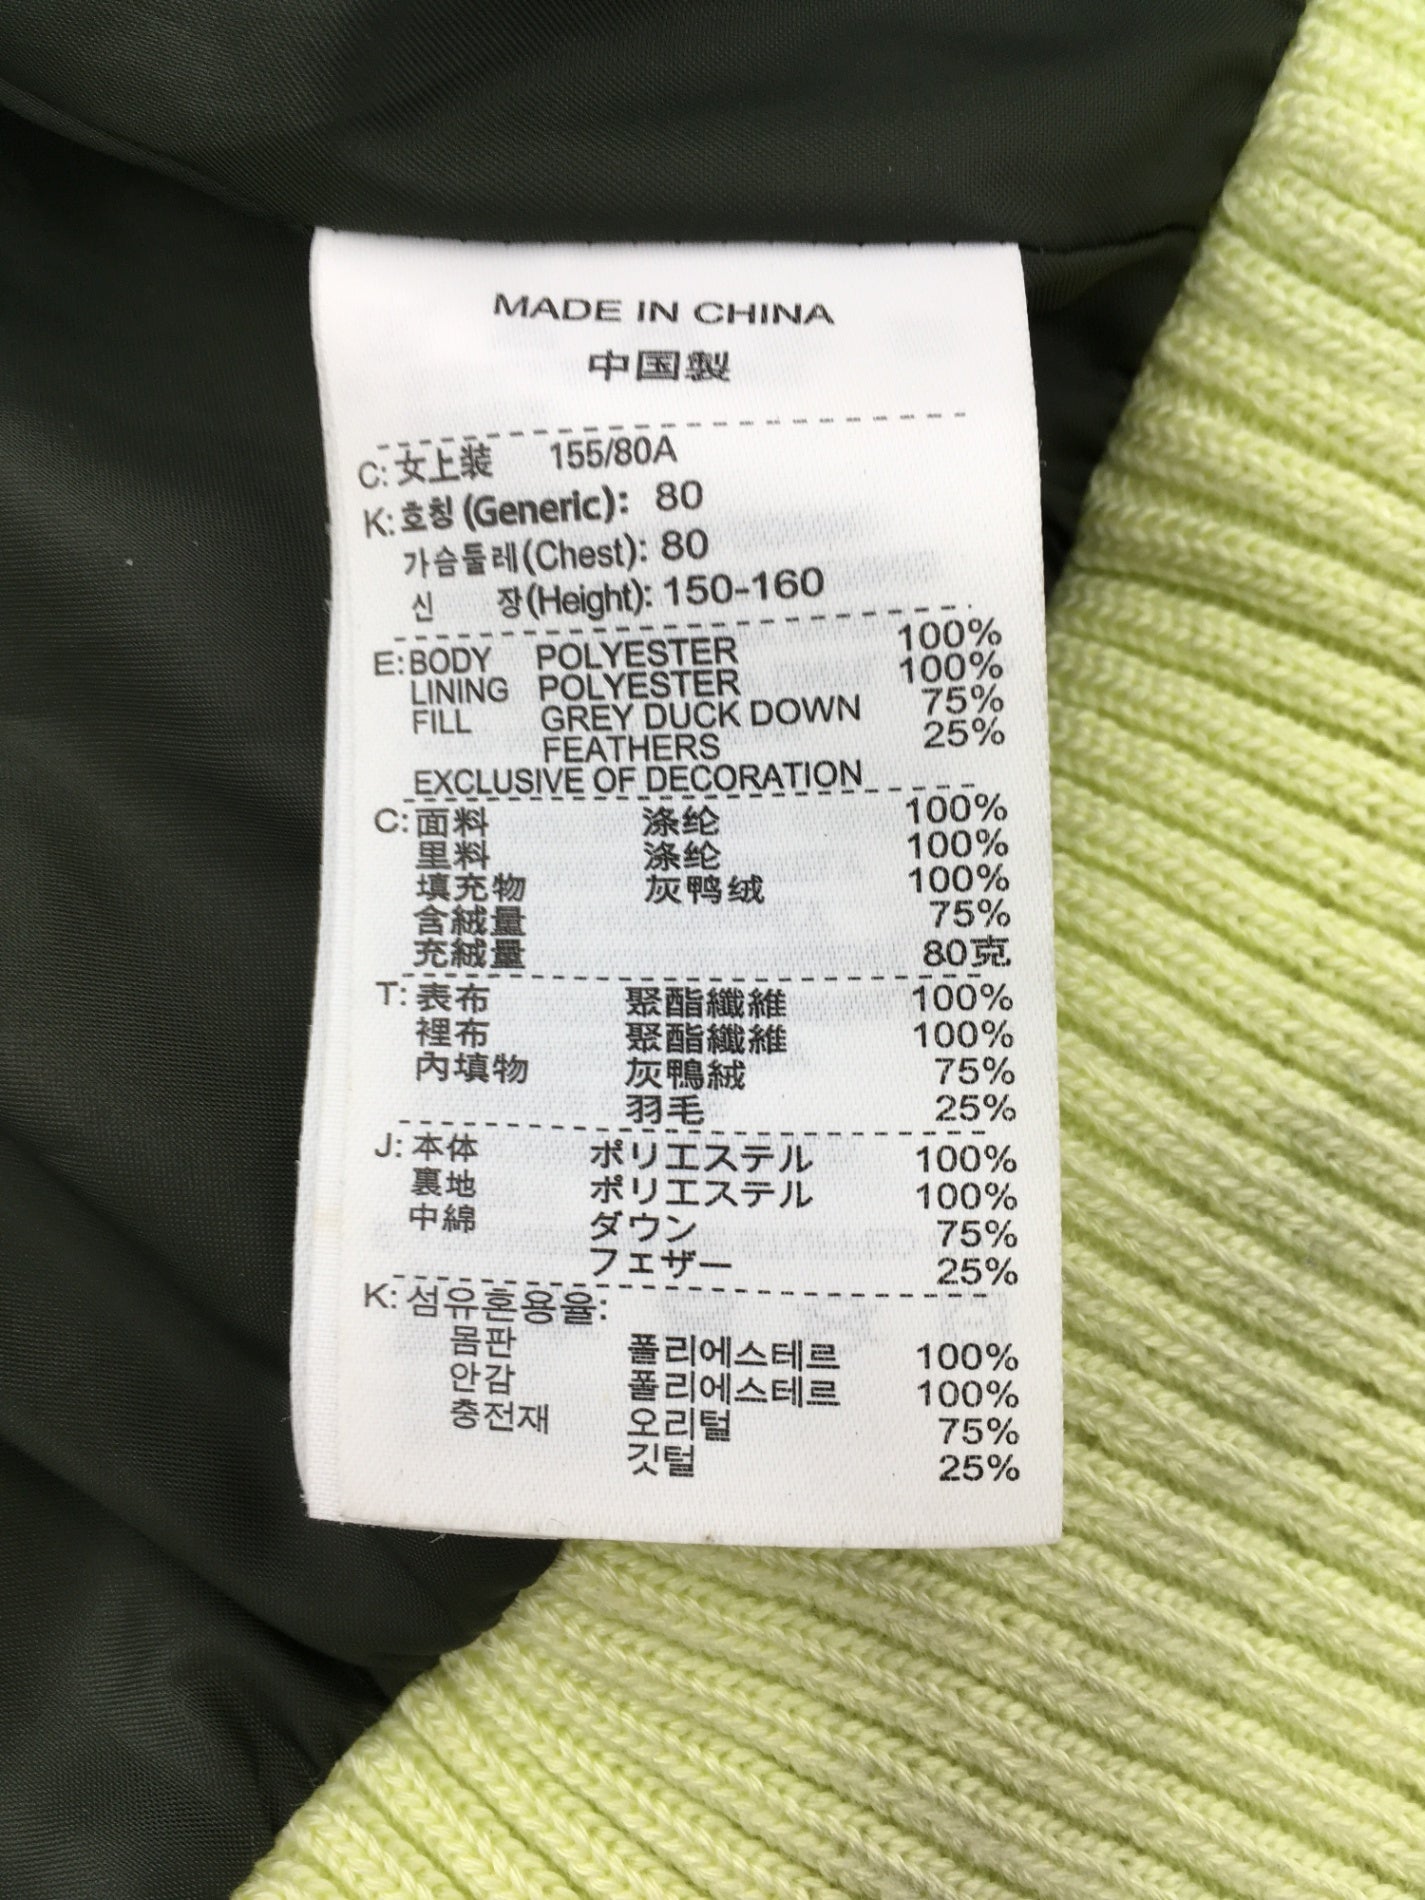 MADE IN CHINA
中国製
C: 女上装 155/80A
K: 호칭 (Generic): 80
가슴둘레(Chest): 80
신 장(Height): 150-160
E: BODY POLYESTER 100%
LINING POLYESTER 100%
FILL GREY DUCK DOWN 75%
FEATHERS 25%
EXCLUSIVE OF DECORATION
C: 面料 涤纶 100%
里料 涤纶 100%
填充物 灰鸭绒 100%
含絨量 75%
充絨量 80克
T: 表布 聚酯纖維 100%
裡布 聚酯纖維 100%
內填物 灰鴨絨 75%
羽毛 25%
J: 本体 ポリエステル 100%
裏地 ポリエステル 100%
中綿 ダウン 75%
フェザー 25%
K: 섬유혼용율:
몸판 폴리에스테르 100%
안감 폴리에스테르 100%
충전재 오리털 75%
깃털 25%